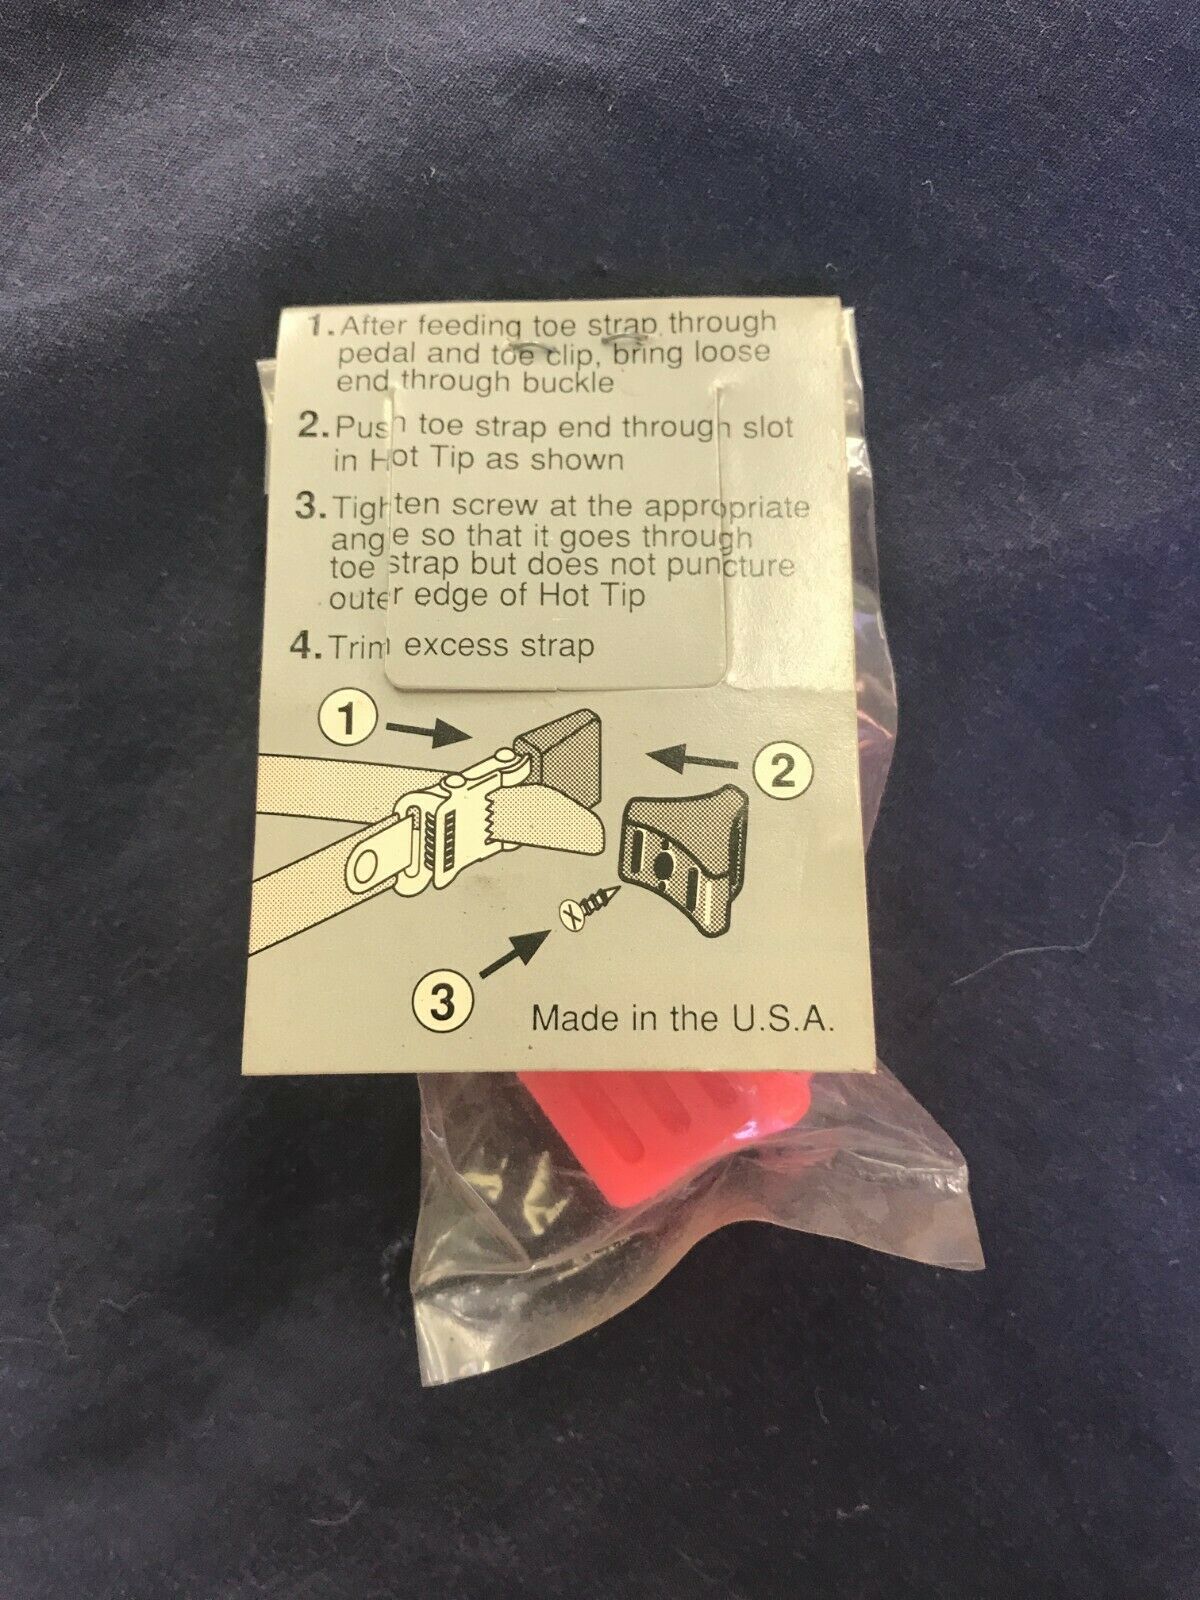 1. After feeding toe strap through
pedal and toe clip, bring loose
end through buckle
2. Push toe strap end through slot
in Hot Tip as shown
3. Tighten screw at the appropriate
angle so that it goes through
toe strap but does not puncture
outer edge of Hot Tip
4. Trim excess strap
1
2
3
Made in the U.S.A.